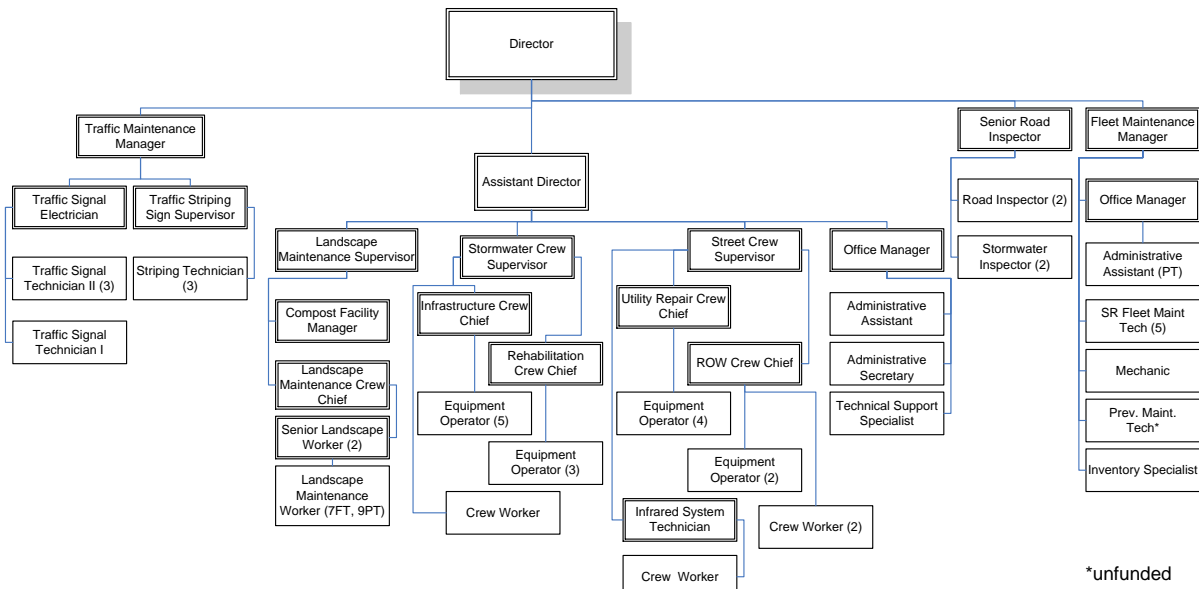 Director
Traffic Maintenance
Manager
Senior Road
Inspector
Fleet Maintenance
Manager
Assistant Director
Traffic Signal
Electrician
Traffic Striping
Sign Supervisor
Road Inspector (2)
Office Manager
Landscape
Maintenance Supervisor
Stormwater Crew
Supervisor
Street Crew
Supervisor
Office Manager
Stormwater
Inspector (2)
Administrative
Assistant (PT)
Traffic Signal
Technician II (3)
Striping Technician
(3)
Compost Facility
Manager
Infrastructure Crew
Chief
Utility Repair Crew
Chief
Administrative
Assistant
SR Fleet Maint
Tech (5)
Traffic Signal
Technician I
Rehabilitation
Crew Chief
ROW Crew Chief
Administrative
Secretary
Mechanic
Landscape
Maintenance Crew
Chief
Equipment
Operator (5)
Equipment
Operator (4)
Technical Support
Specialist
Prev. Maint.
Tech*
Senior Landscape
Worker (2)
Equipment
Operator (3)
Equipment
Operator (2)
Inventory Specialist
Landscape
Maintenance
Worker (7FT, 9PT)
Crew Worker
Infrared System
Technician
Crew Worker (2)
Crew  Worker
*unfunded